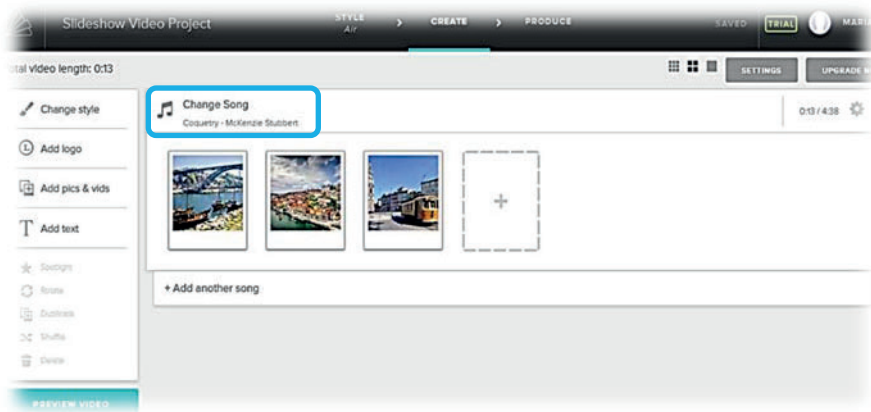 Slideshow Video Project
STYLE
Air
>
CREATE
>
PRODUCE
SAVED
TRIAL
MARIA
tal video length: 0:13
SETTINGS
UPGRADE
Change style
Change Song
Coquetry - McKenzie Stubbert
0:13 / 4:38
Add logo
Add pics & vids
Add text
Spotlight
Rotate
Duplicate
Shuffle
Delete
+ Add another song
PREVIEW VIDEO